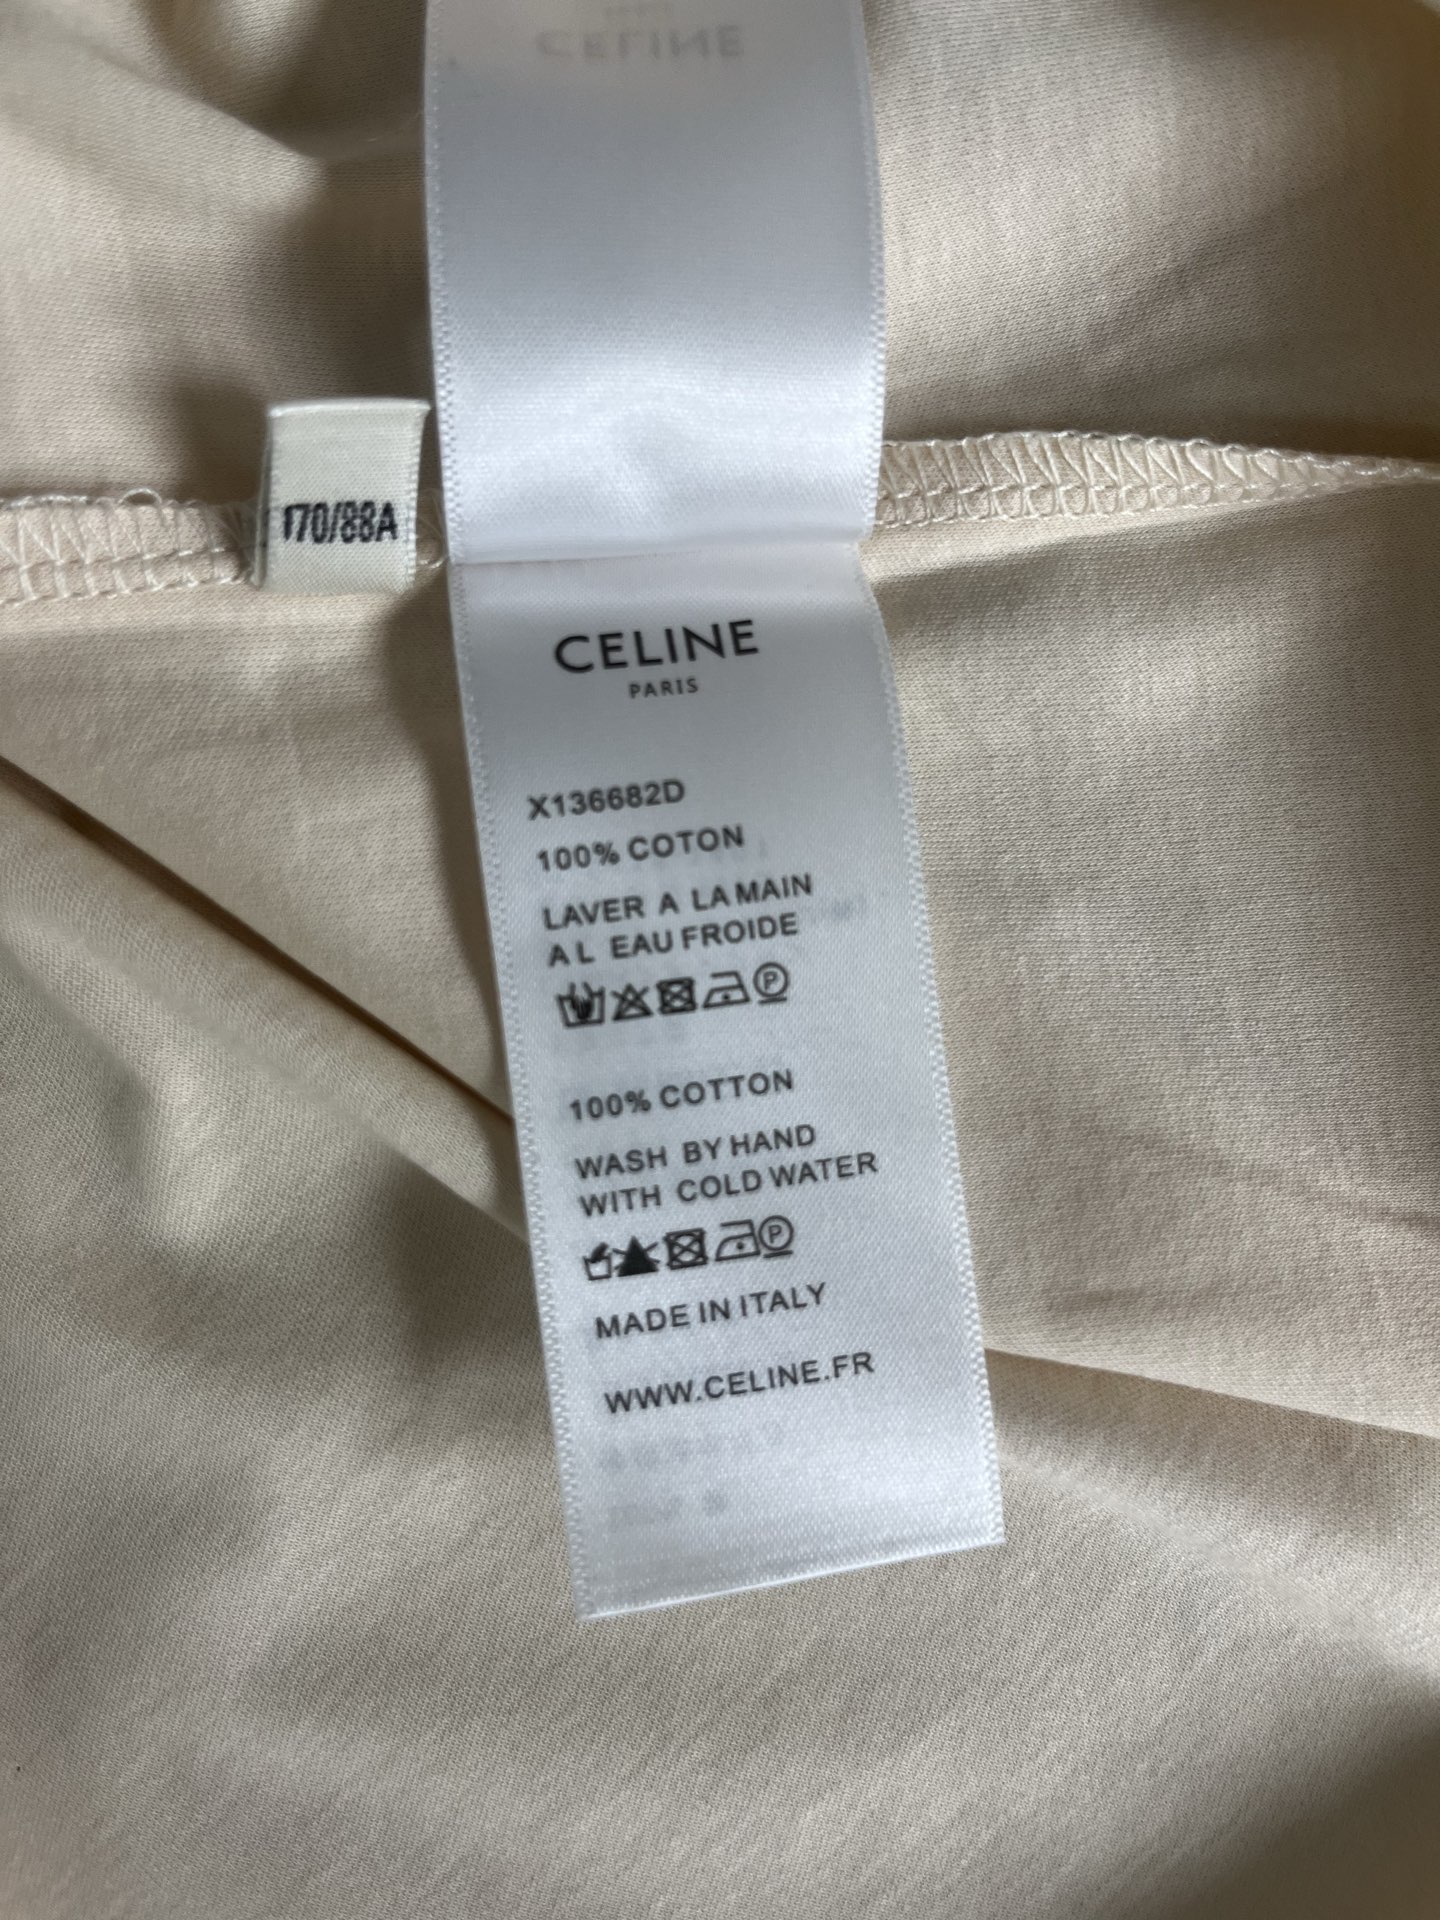 170/88A
CELINE
PARIS
X136682D
100% COTON
LAVER A LA MAIN
A L EAU FROIDE
P
100% COTTON
WASH BY HAND
WITH COLD WATER
P
MADE IN ITALY
WWW.CELINE.FR